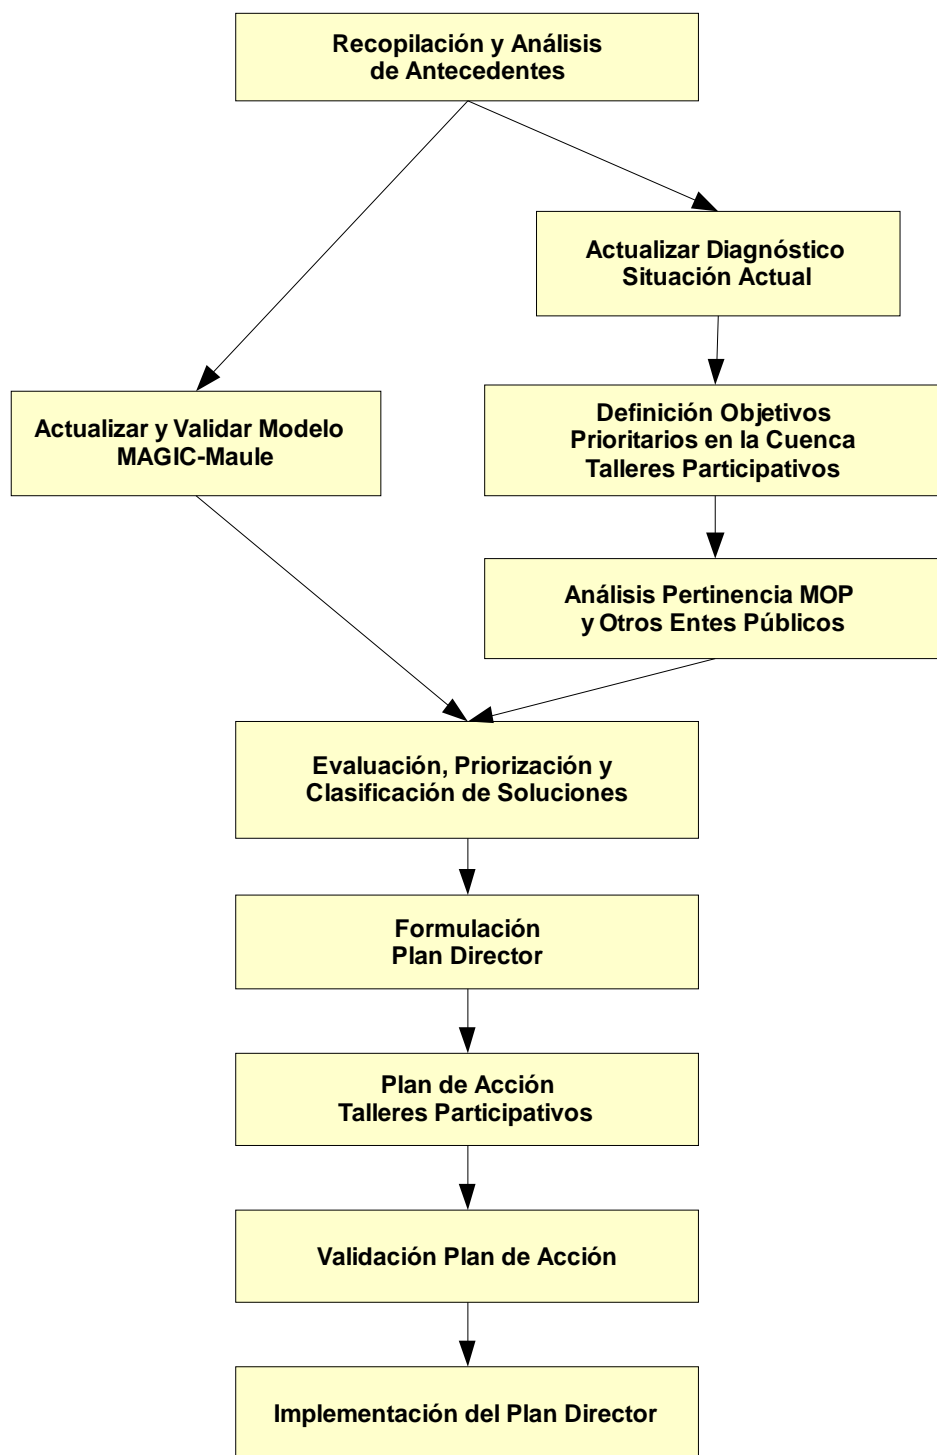 Recopilación y Análisis
de Antecedentes
Actualizar Diagnóstico
Situación Actual
Actualizar y Validar Modelo
MAGIC-Maule
Definición Objetivos
Prioritarios en la Cuenca
Talleres Participativos
Análisis Pertinencia MOP
y Otros Entes Públicos
Evaluación, Priorización y
Clasificación de Soluciones
Formulación
Plan Director
Plan de Acción
Talleres Participativos
Validación Plan de Acción
Implementación del Plan Director